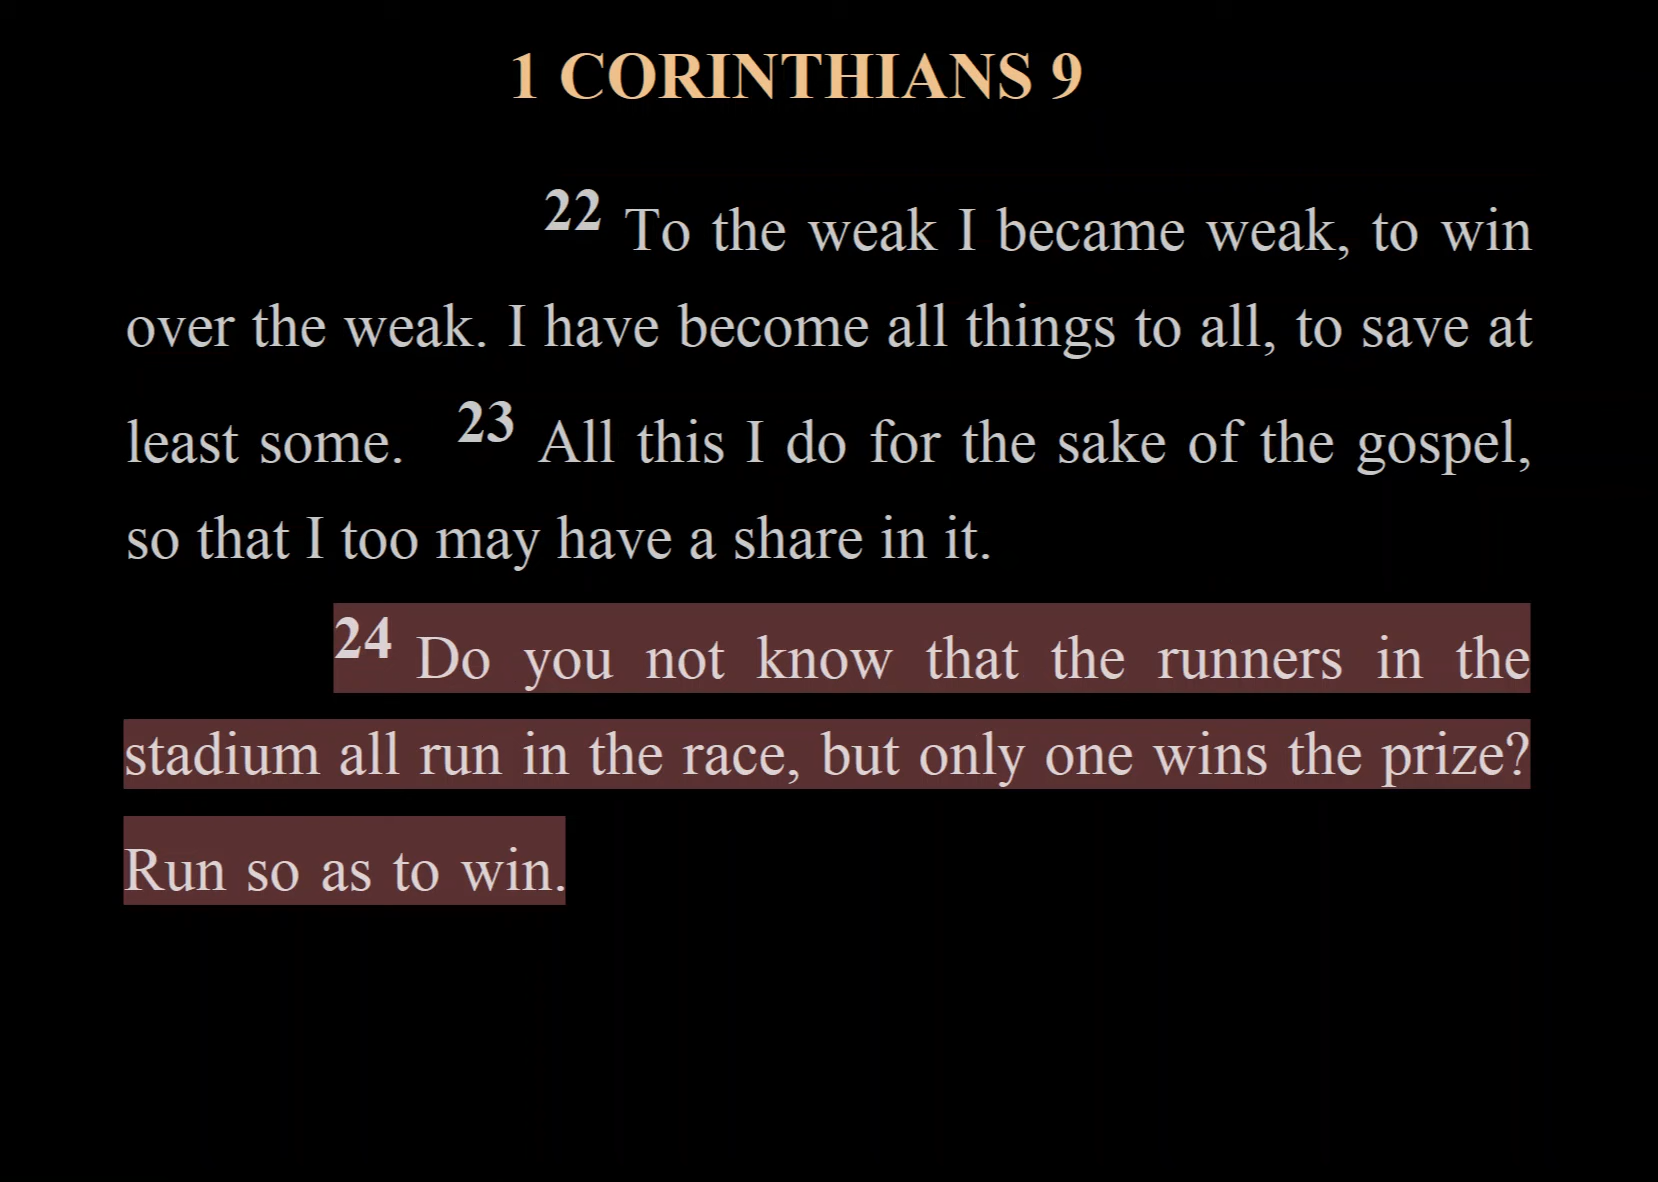 1 CORINTHIANS 9
22 To the weak I became weak, to win
over the weak. I have become all things to all, to save at
least some. 23 All this I do for the sake of the gospel,
so that I too may have a share in it.
24 Do you not know that the runners in the
stadium all run in the race, but only one wins the prize?
Run so as to win.